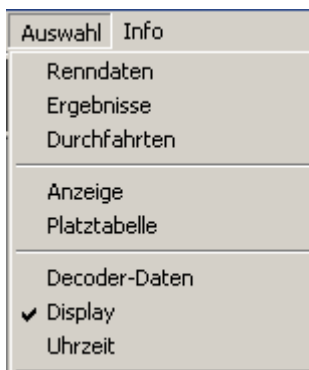 Auswahl Info
Renndaten
Ergebnisse
Durchfahrten
Anzeige
Platztabelle
Decoder-Daten
Display
Uhrzeit